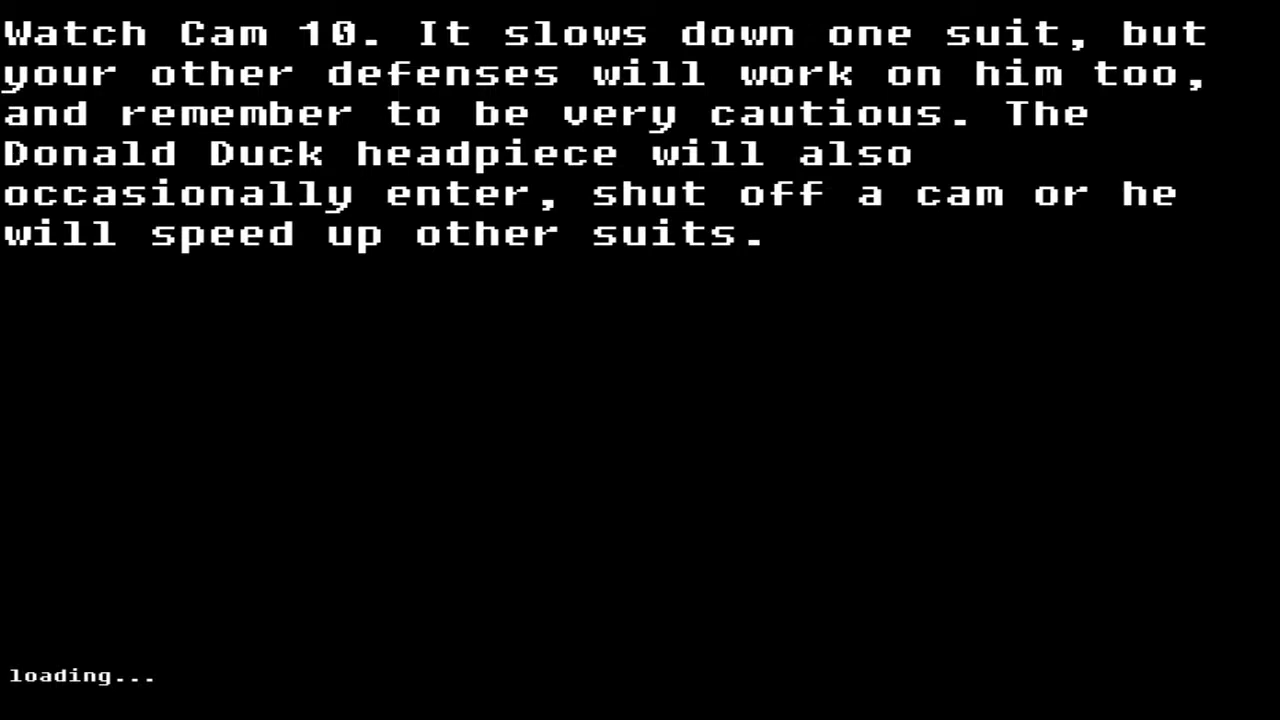 Watch Cam 10. It slows down one suit, but
your other defenses will work on him too,
and remember to be very cautious. The
Donald Duck headpiece will also
occasionally enter, shut off a cam or he
will speed up other suits.
loading...